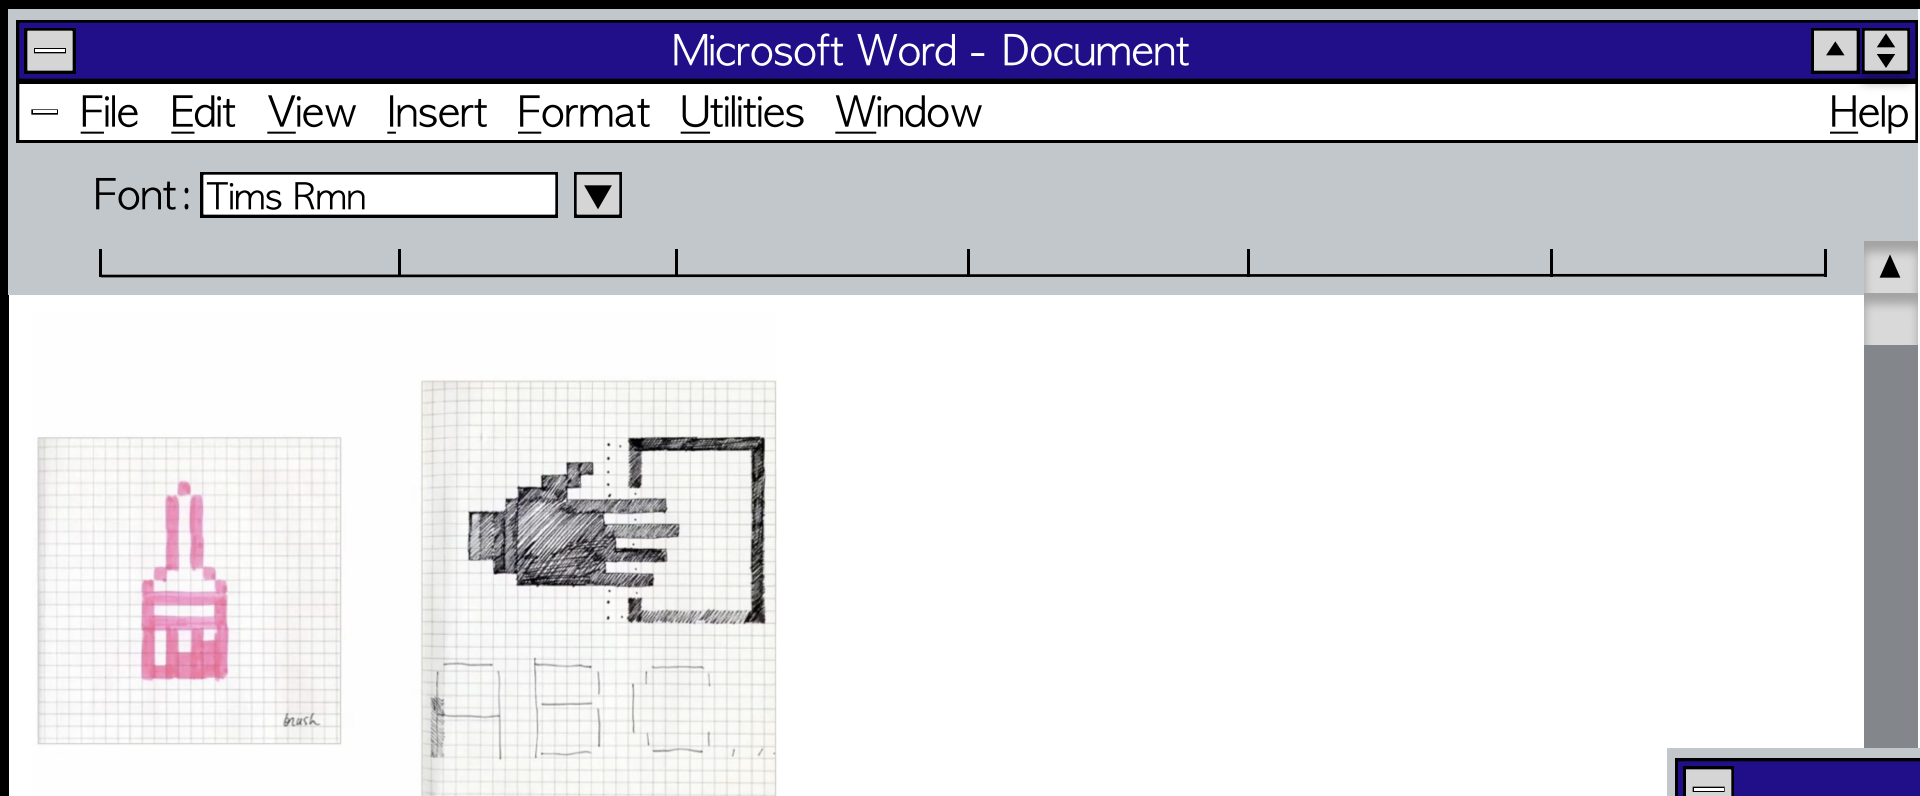 Microsoft Word - Document
File Edit View Insert Format Utilities Window Help
Font: Tims Rmn
brush
A B C